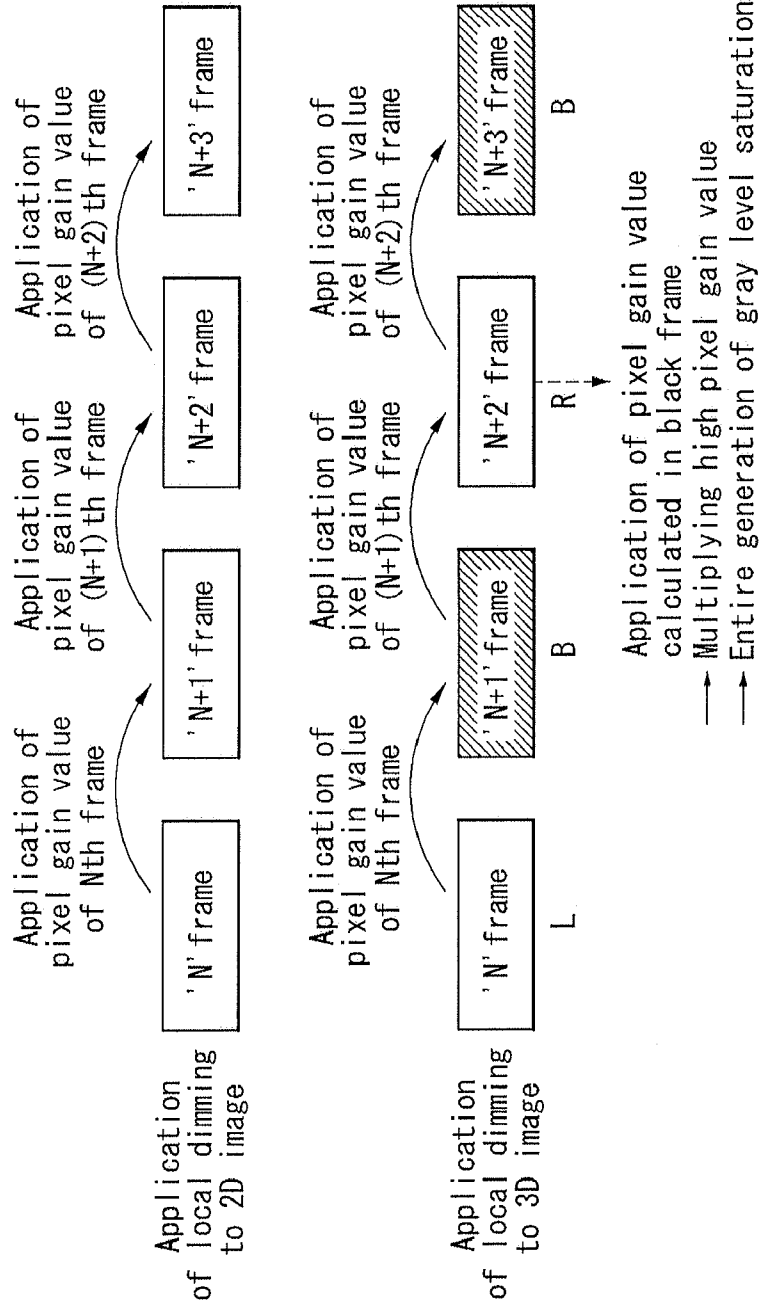 Application of
pixel gain value
of Nth frame
Application of
pixel gain value
of (N+1)th frame
Application of
pixel gain value
of (N+2)th frame
Application
of local dimming
to 2D image
'N' frame
'N+1' frame
'N+2' frame
'N+3' frame
Application of
pixel gain value
of Nth frame
Application of
pixel gain value
of (N+1)th frame
Application of
pixel gain value
of (N+2)th frame
Application
of local dimming
to 3D image
'N' frame
'N+1' frame
'N+2' frame
'N+3' frame
L
B
R
B
Application of pixel gain value
calculated in black frame
→ Multiplying high pixel gain value
→ Entire generation of gray level saturation